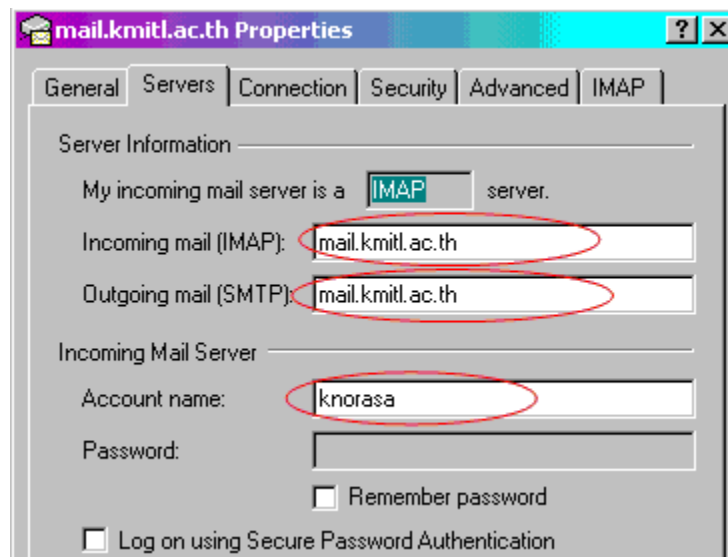 mail.kmitl.ac.th Properties
General Servers Connection Security Advanced IMAP
Server Information
My incoming mail server is a IMAP server.
Incoming mail (IMAP): mail.kmitl.ac.th
Outgoing mail (SMTP): mail.kmitl.ac.th
Incoming Mail Server
Account name: knorasa
Password:
Remember password
Log on using Secure Password Authentication